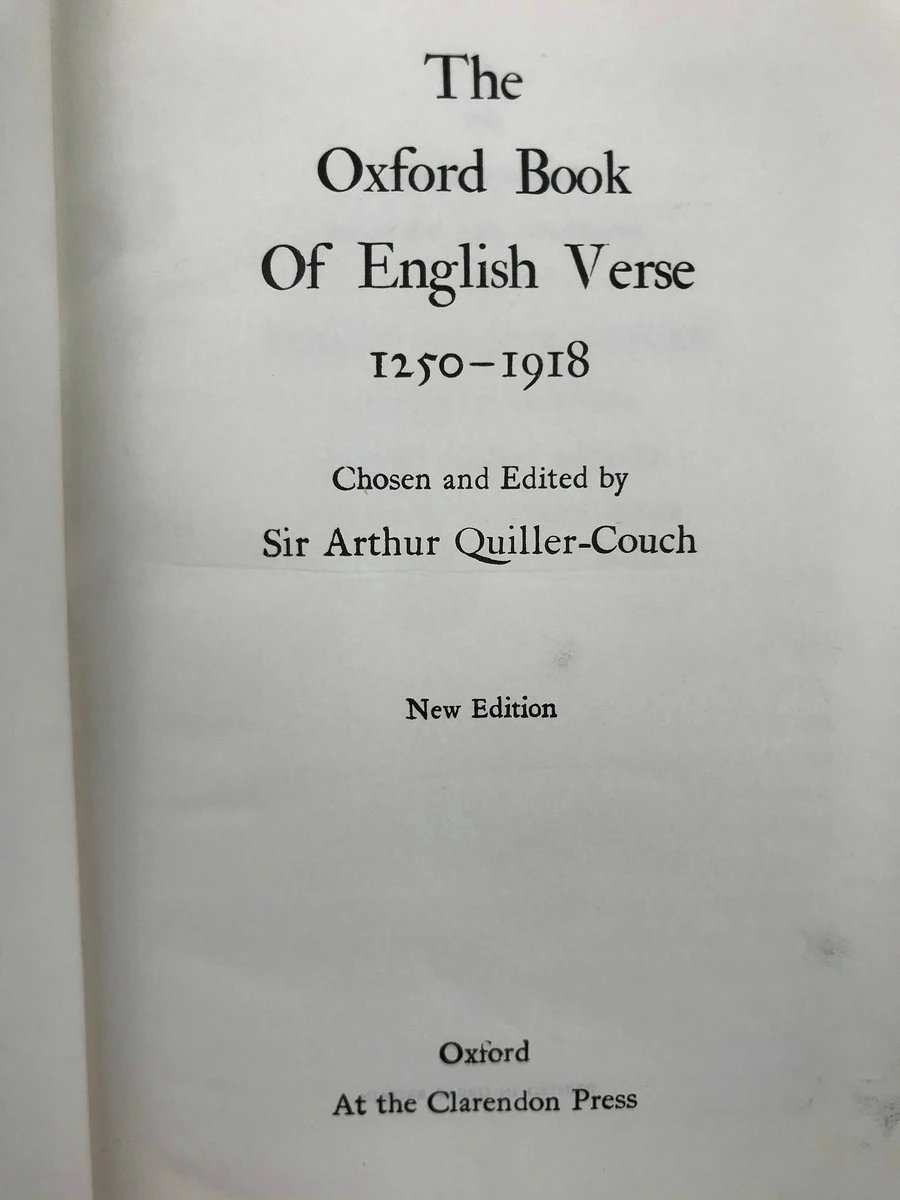 The
Oxford Book
Of English Verse
1250–1918
Chosen and Edited by
Sir Arthur Quiller-Couch
New Edition
Oxford
At the Clarendon Press